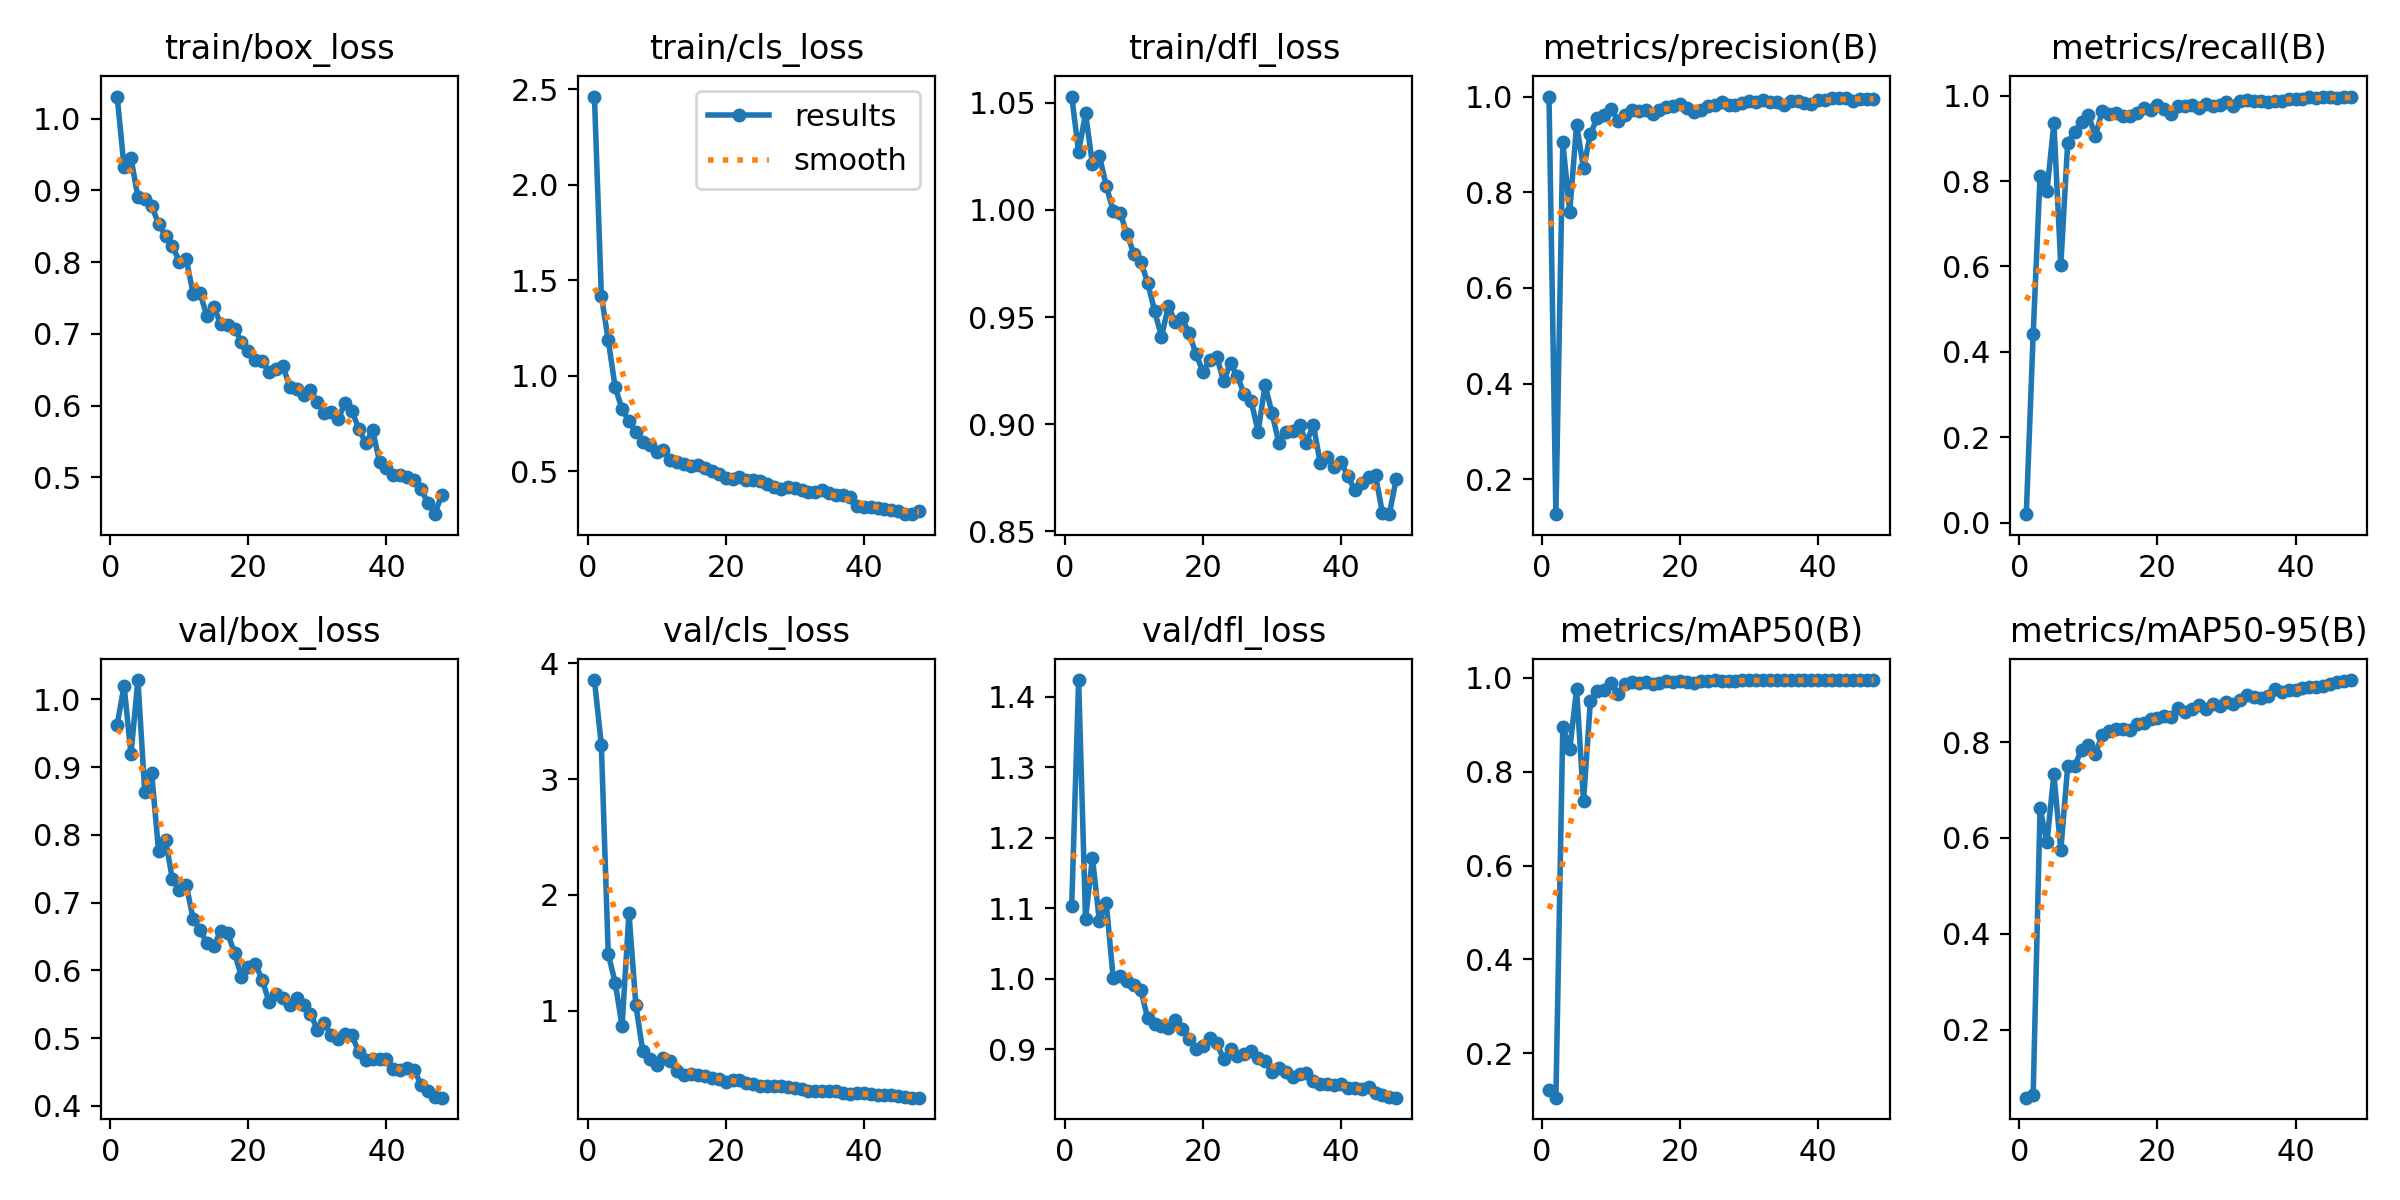 train/box_loss
1.0
0.9
0.8
0.7
0.6
0.5
0 20 40
train/cls_loss
results
smooth
2.5
2.0
1.5
1.0
0.5
0 20 40
train/dfl_loss
1.05
1.00
0.95
0.90
0.85
0 20 40
metrics/precision(B)
1.0
0.8
0.6
0.4
0.2
0 20 40
metrics/recall(B)
1.0
0.8
0.6
0.4
0.2
0.0
0 20 40
val/box_loss
1.0
0.9
0.8
0.7
0.6
0.5
0.4
0 20 40
val/cls_loss
4
3
2
1
0 20 40
val/dfl_loss
1.4
1.3
1.2
1.1
1.0
0.9
0 20 40
metrics/mAP50(B)
1.0
0.8
0.6
0.4
0.2
0 20 40
metrics/mAP50-95(B)
0.8
0.6
0.4
0.2
0 20 40